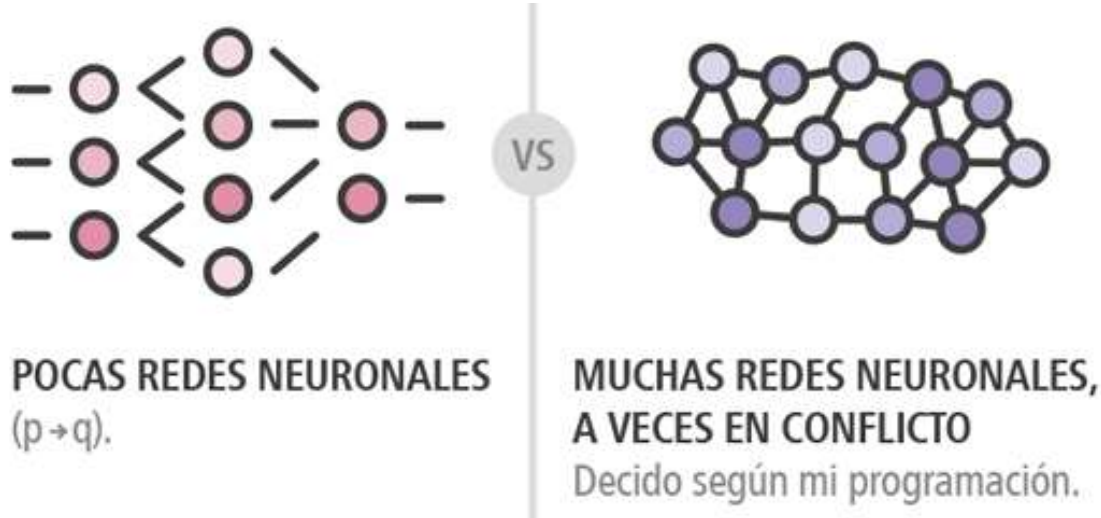 VS
POCAS REDES NEURONALES
(p→q).
MUCHAS REDES NEURONALES,
A VECES EN CONFLICTO
Decido según mi programación.